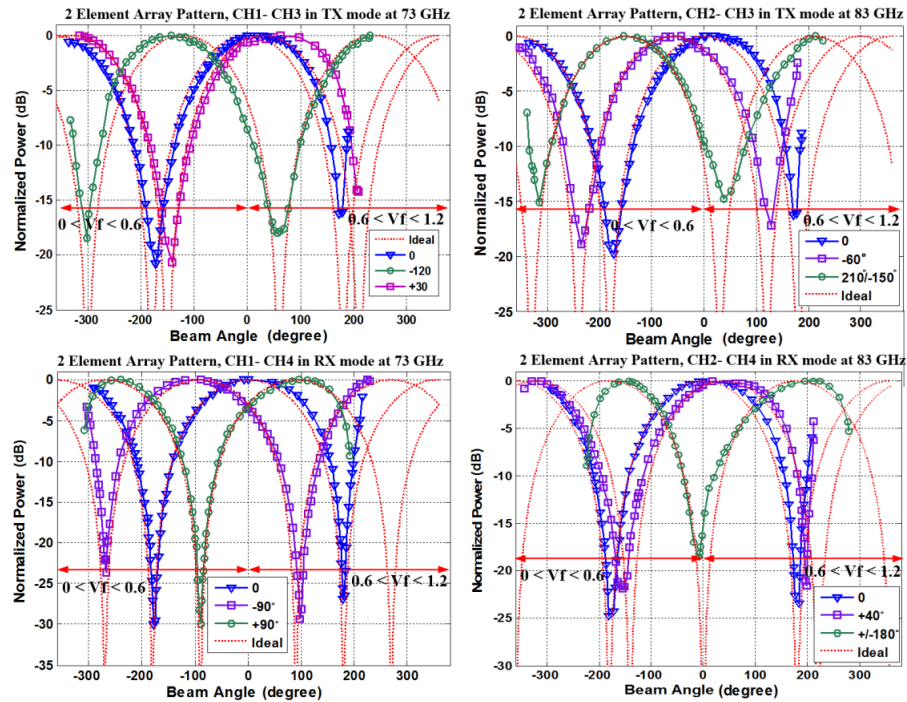 2 Element Array Pattern, CH1- CH3 in TX mode at 73 GHz
Normalized Power (dB)
0
-5
-10
-15
-20
-25
0 < Vf < 0.6
0.6 < Vf < 1.2
Ideal
0
-120
+30
-300 -200 -100 0 100 200 300
Beam Angle (degree)
2 Element Array Pattern, CH2- CH3 in TX mode at 83 GHz
Normalized Power (dB)
0
-5
-10
-15
-20
-25
0 < Vf < 0.6
0.6 < Vf < 1.2
0
-60°
210°/-150°
Ideal
-300 -200 -100 0 100 200 300
Beam Angle (degree)
2 Element Array Pattern, CH1- CH4 in RX mode at 73 GHz
Normalized Power (dB)
0
-5
-10
-15
-20
-25
-30
-35
0 < Vf < 0.6
0.6 < Vf < 1.2
0
-90°
+90°
Ideal
-300 -200 -100 0 100 200 300
Beam Angle (degree)
2 Element Array Pattern, CH2- CH4 in RX mode at 83 GHz
Normalized Power (dB)
0
-5
-10
-15
-20
-25
-30
0 < Vf < 0.6
0.6 < Vf < 1.2
0
+40°
+/-180°
Ideal
-300 -200 -100 0 100 200 300
Beam Angle (degree)